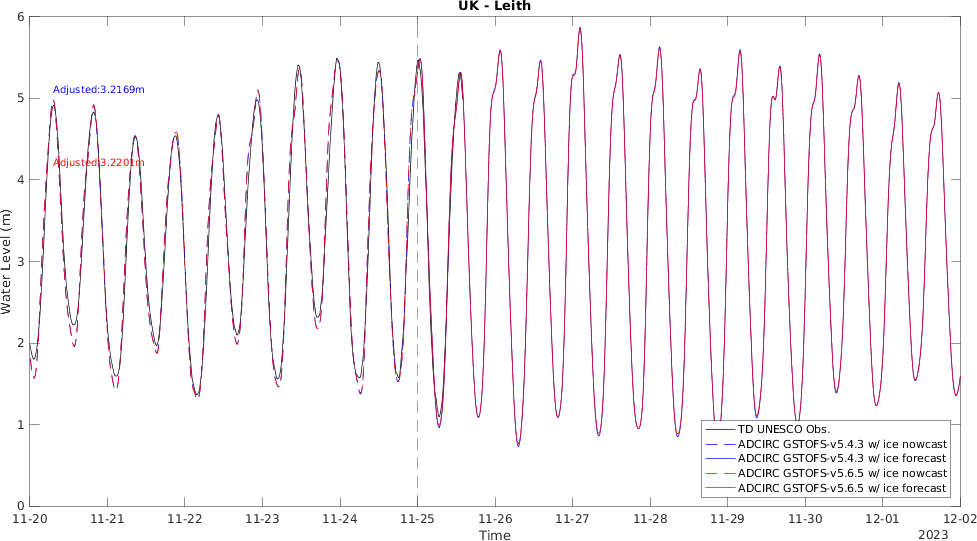 UK - Leith
6
5
4
3
2
1
0
Water Level (m)
Adjusted:3.2169m
Adjusted:3.2201m
TD UNESCO Obs.
ADCIRC GSTOFS-v5.4.3 w/ ice nowcast
ADCIRC GSTOFS-v5.4.3 w/ ice forecast
ADCIRC GSTOFS-v5.6.5 w/ ice nowcast
ADCIRC GSTOFS-v5.6.5 w/ ice forecast
11-20 11-21 11-22 11-23 11-24 11-25 11-26 11-27 11-28 11-29 11-30 12-01 12-02
Time
2023